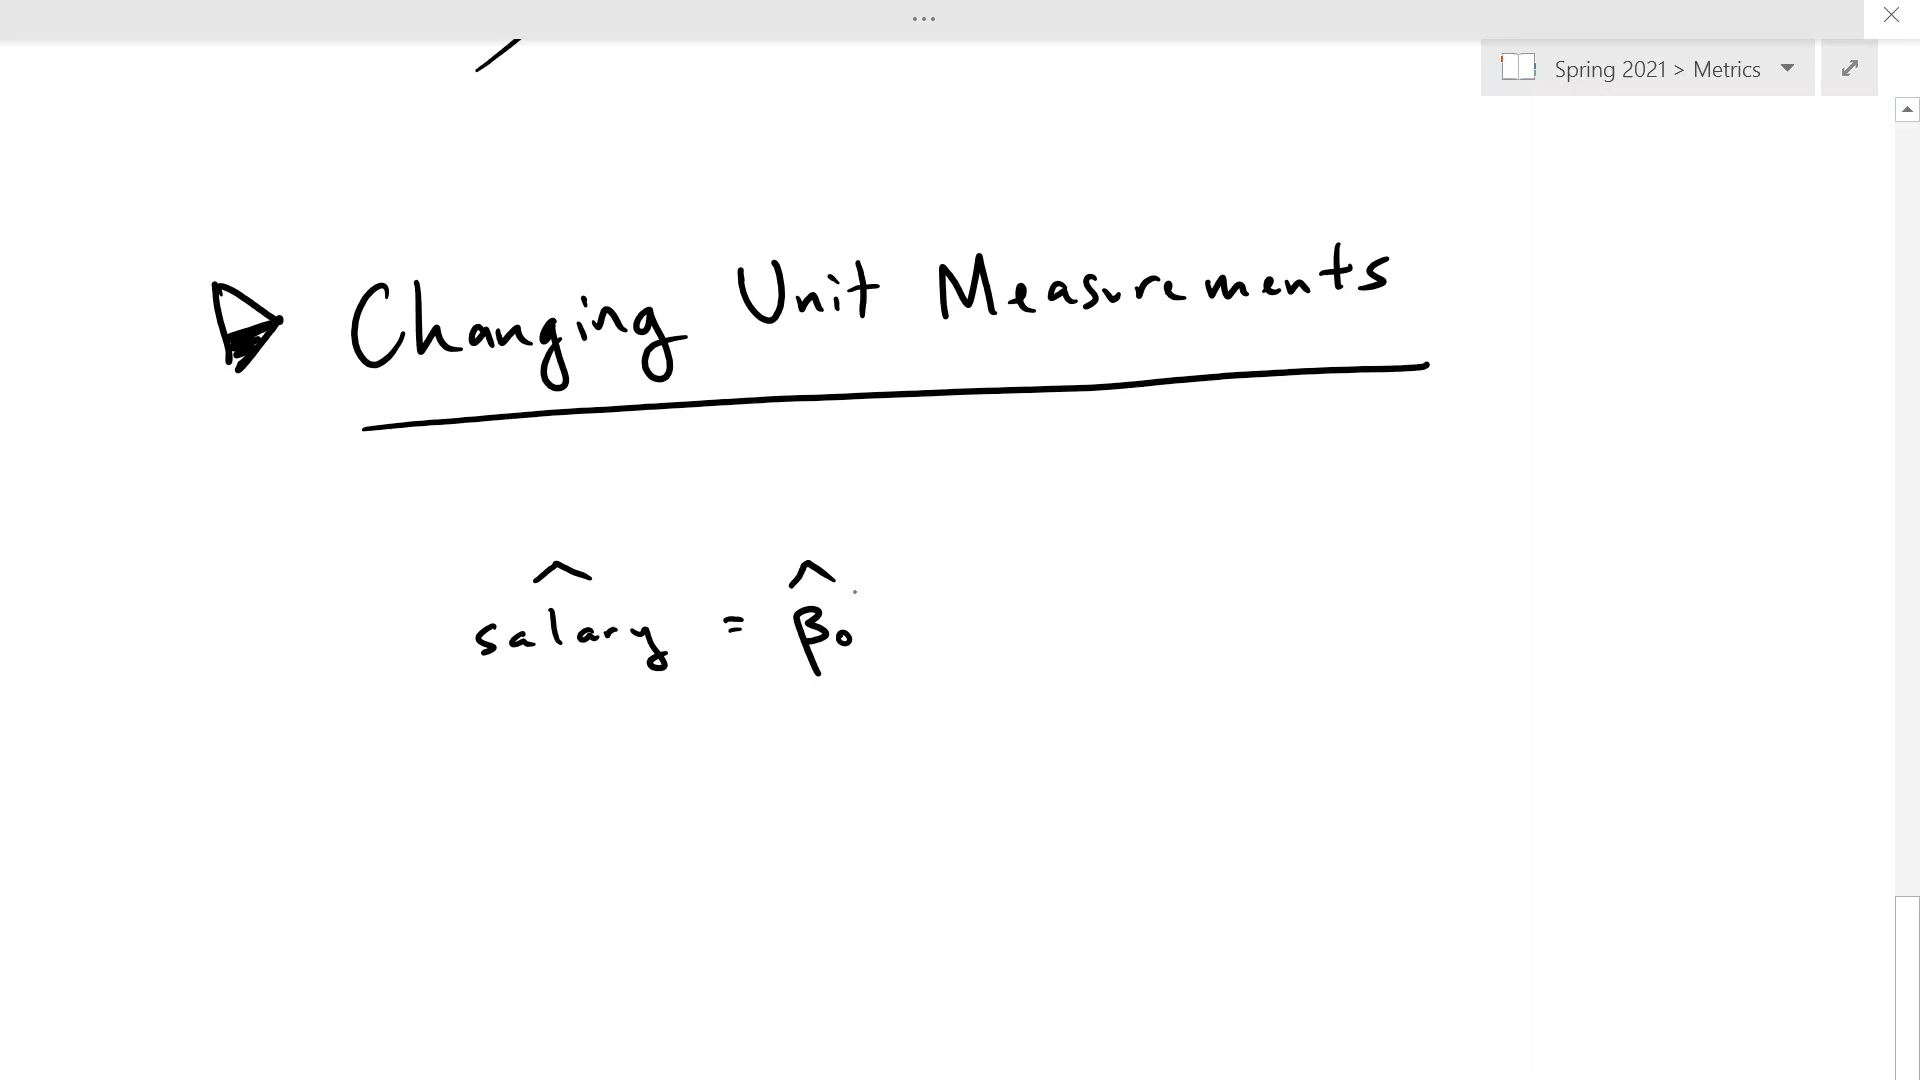 Spring 2021 > Metrics
Changing Unit Measurements
salary^ = β̂₀